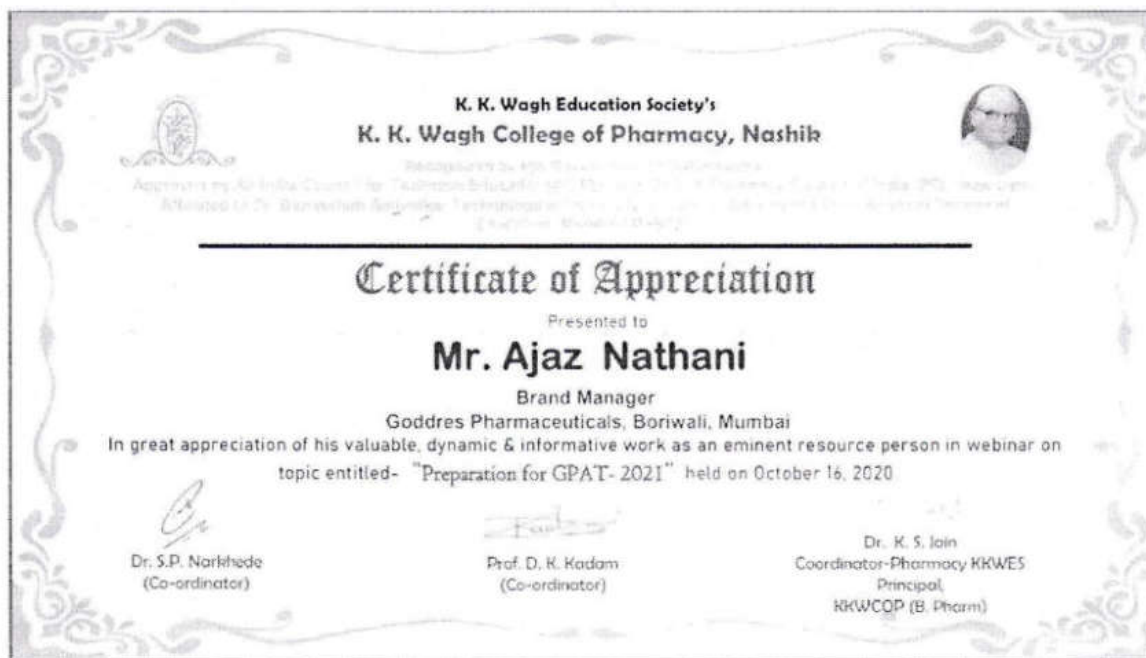 K. K. Wagh Education Society's
K. K. Wagh College of Pharmacy, Nashik
Certificate of Appreciation
Presented to
Mr. Ajaz Nathani
Brand Manager
Goddres Pharmaceuticals, Boriwali, Mumbai
In great appreciation of his valuable, dynamic & informative work as an eminent resource person in webinar on
topic entitled- "Preparation for GPAT- 2021" held on October 16, 2020
Dr. S.P. Narkhede
(Co-ordinator)
Prof. D. K. Kadam
(Co-ordinator)
Dr. K. S. Jain
Coordinator-Pharmacy KKWES
Principal,
KKWCOP (B. Pharm)